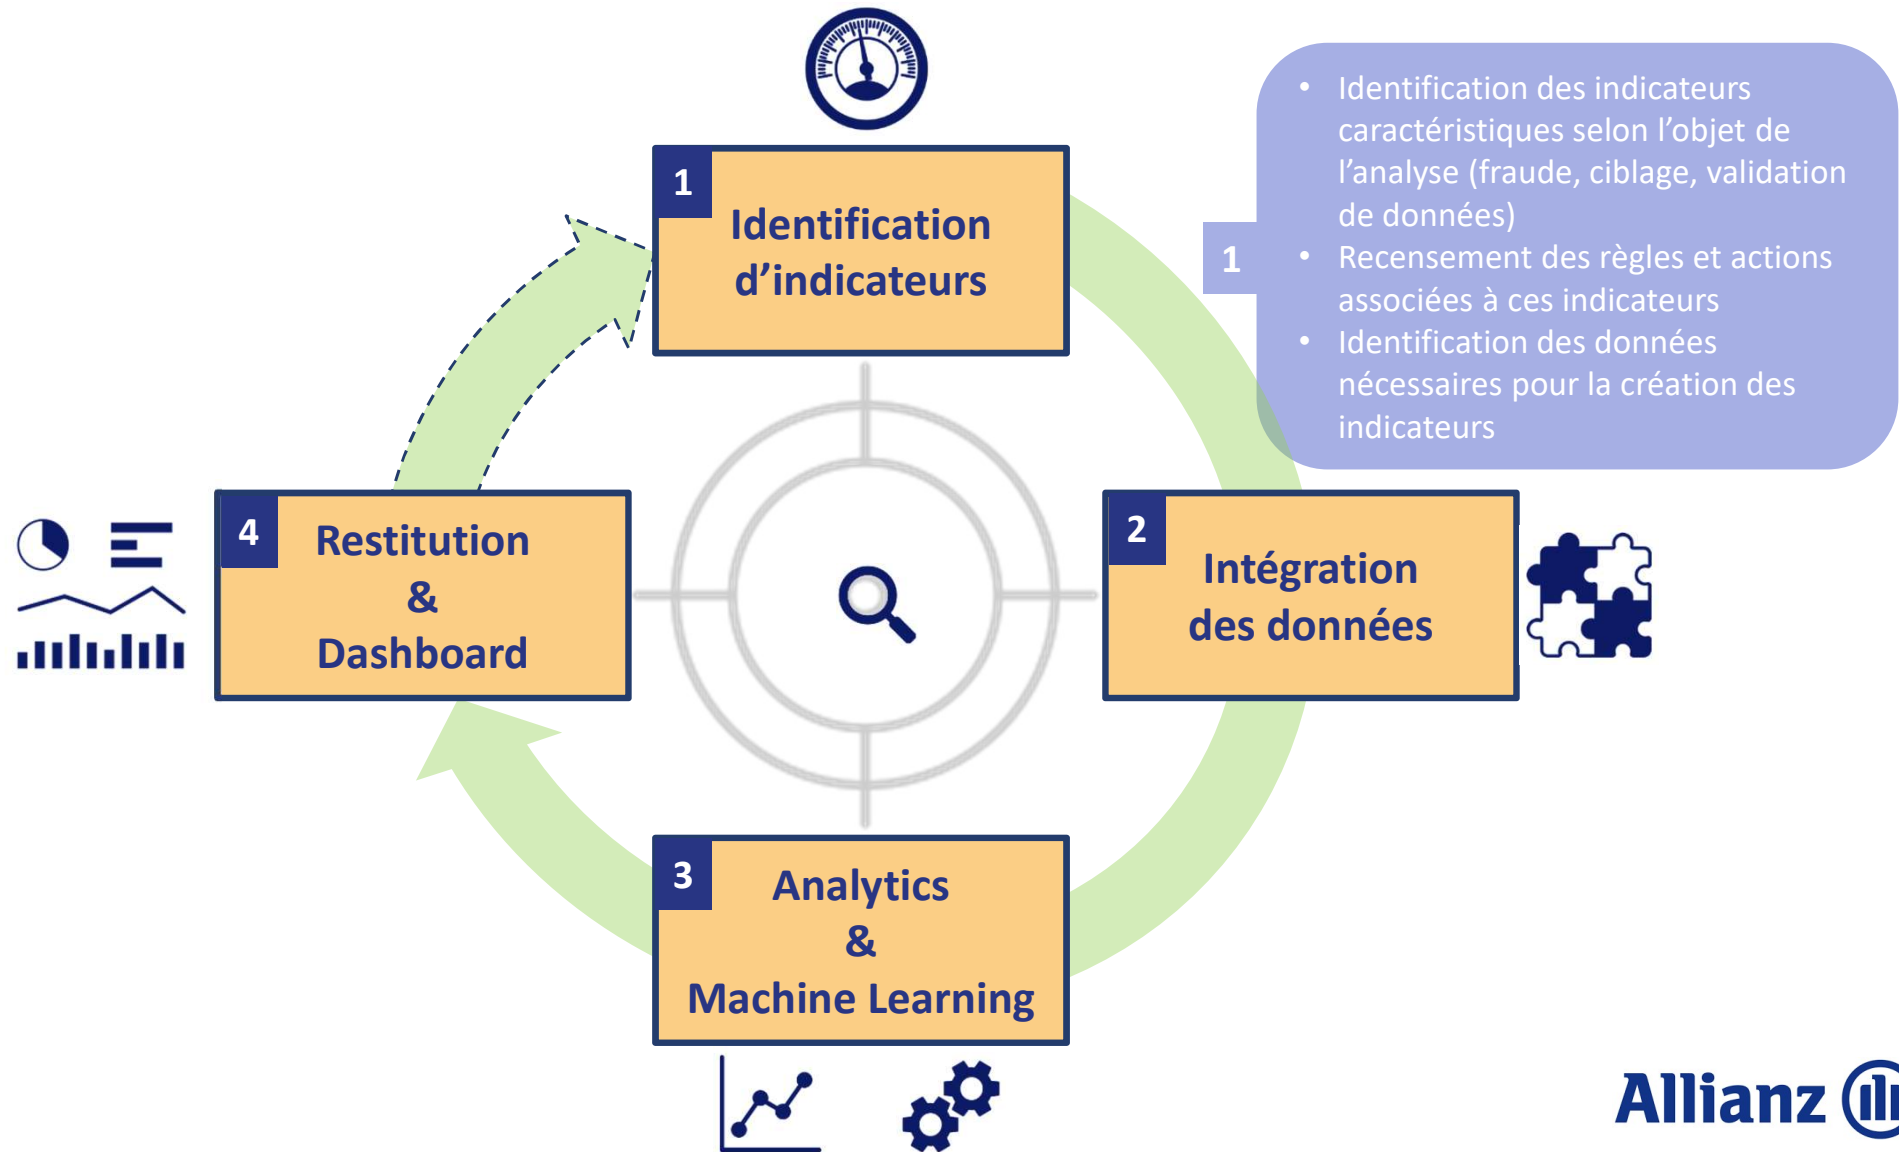 1
Identification
d’indicateurs
• Identification des indicateurs
caractéristiques selon l’objet de
l’analyse (fraude, ciblage, validation
de données)
1
• Recensement des règles et actions
associées à ces indicateurs
• Identification des données
nécessaires pour la création des
indicateurs
2
Intégration
des données
3
Analytics
&
Machine Learning
4
Restitution
&
Dashboard
Allianz